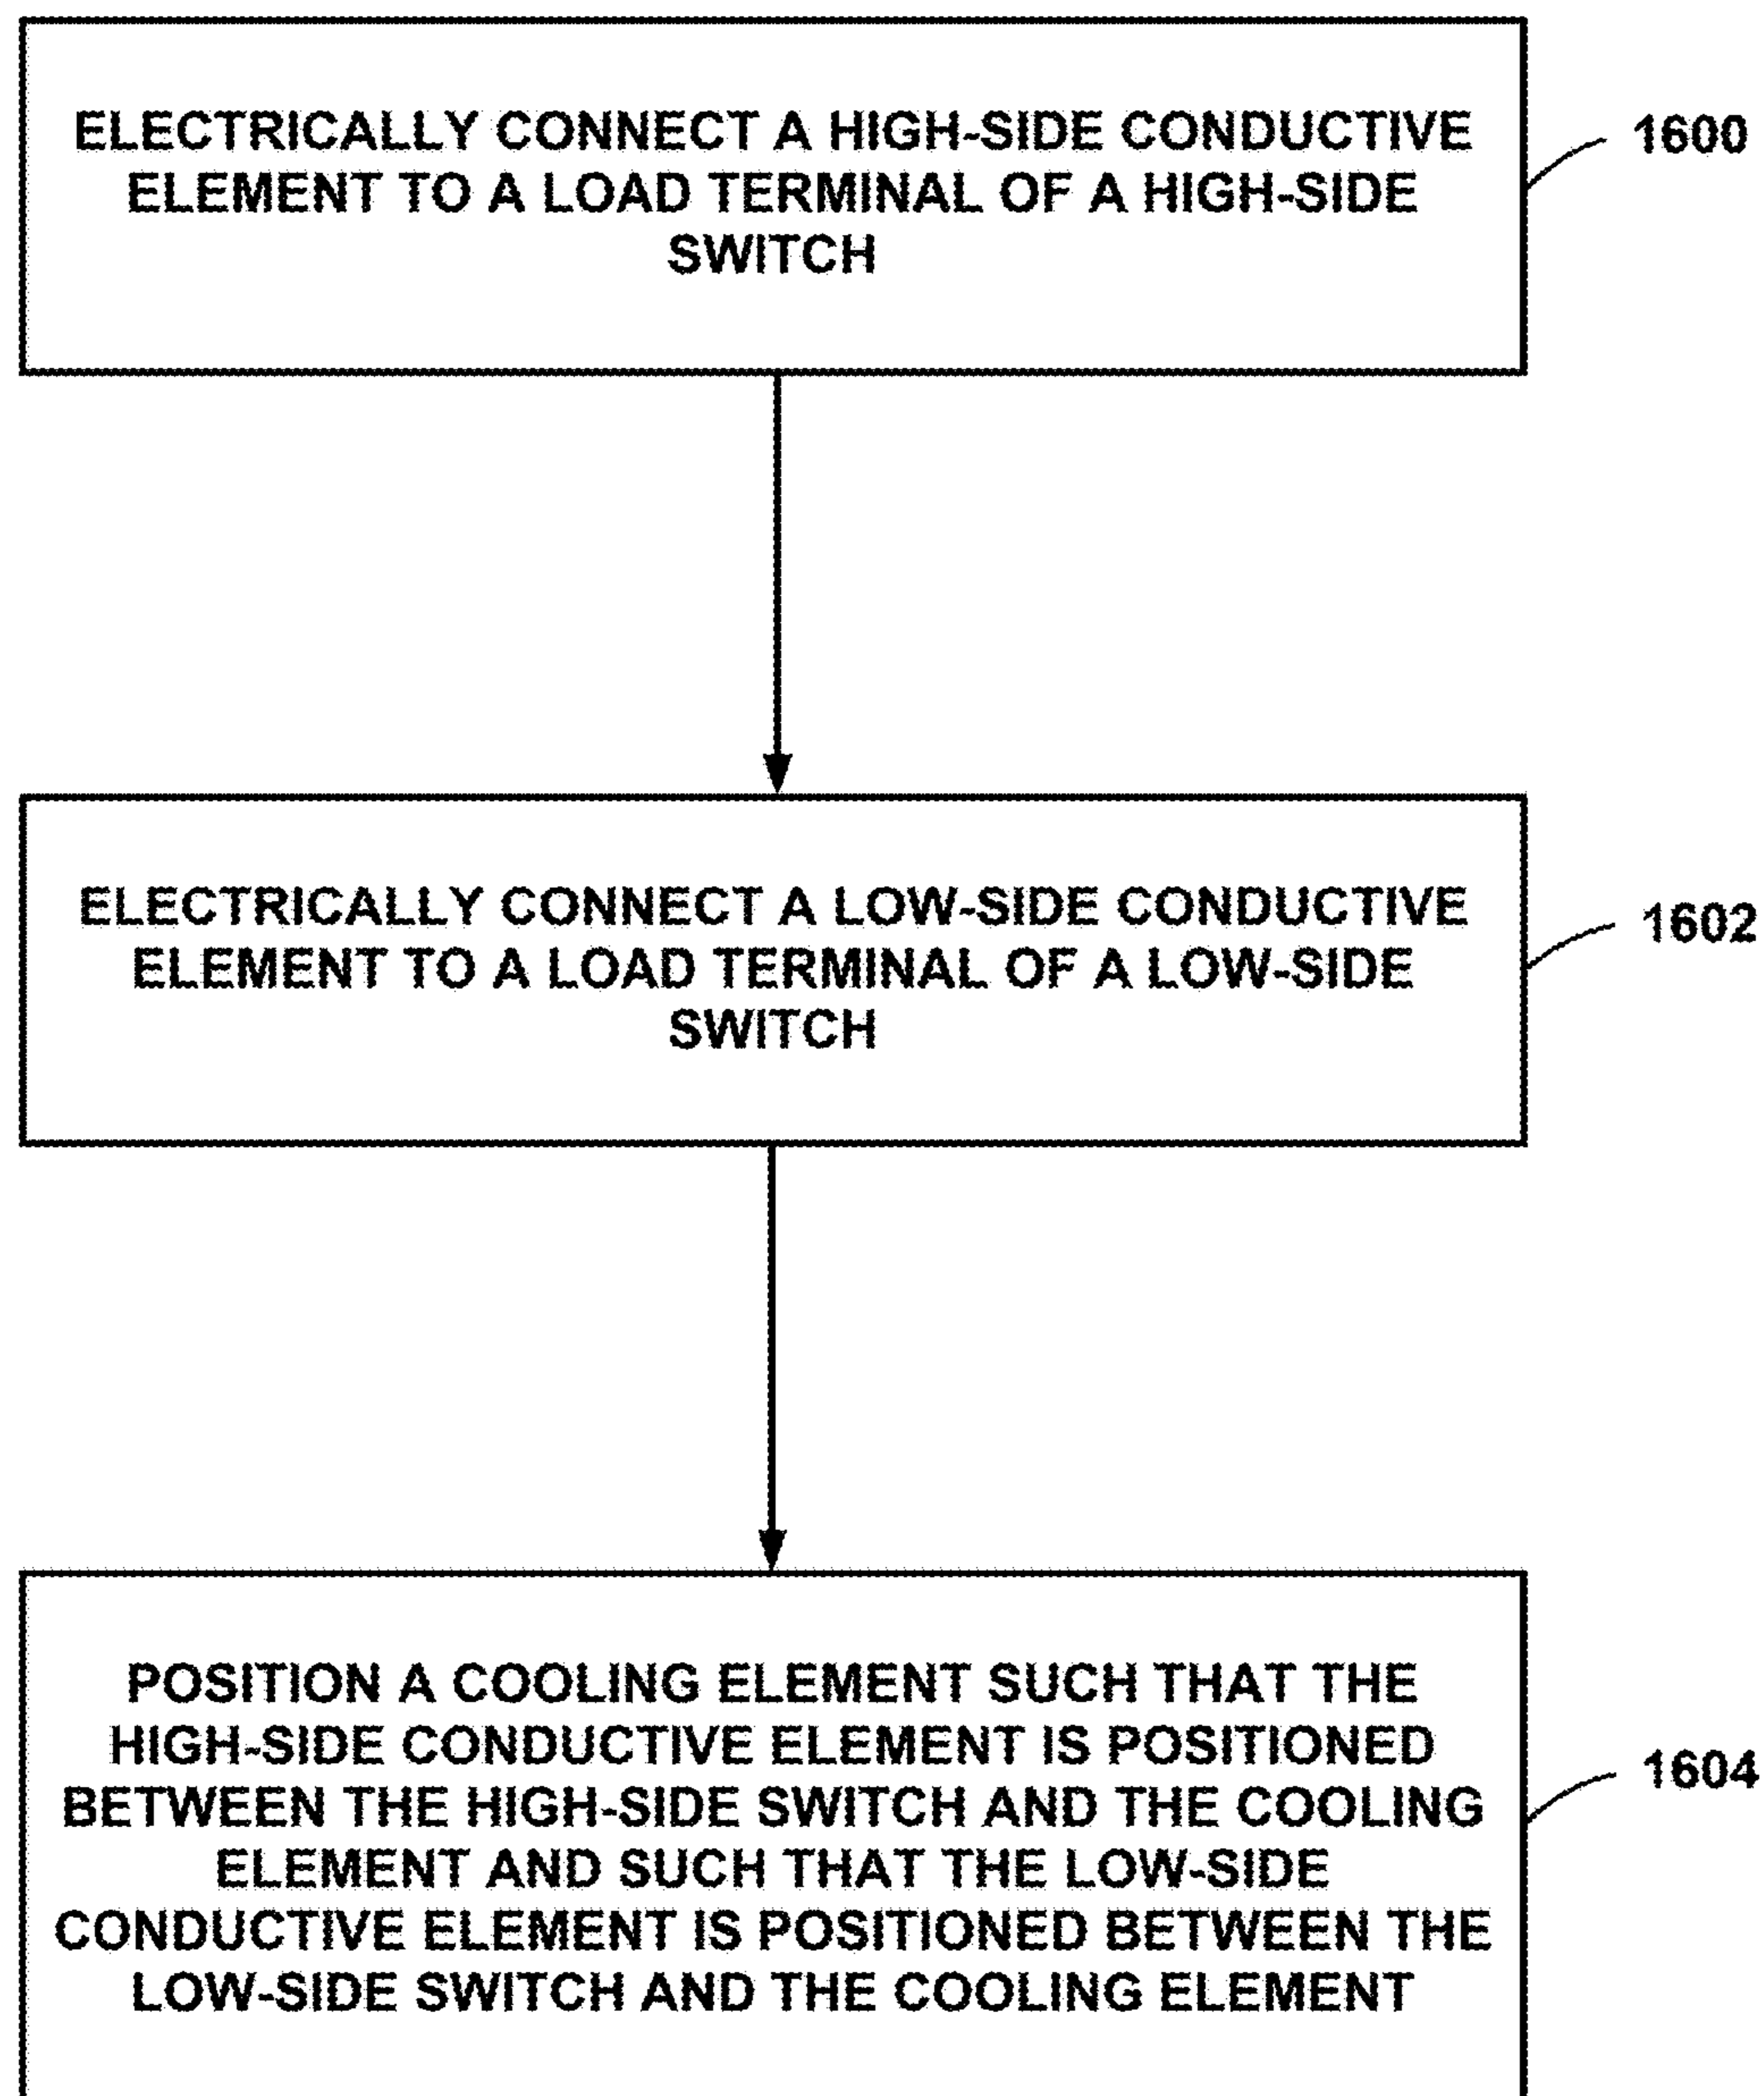 ELECTRICALLY CONNECT A HIGH-SIDE CONDUCTIVE
ELEMENT TO A LOAD TERMINAL OF A HIGH-SIDE
SWITCH
1600
ELECTRICALLY CONNECT A LOW-SIDE CONDUCTIVE
ELEMENT TO A LOAD TERMINAL OF A LOW-SIDE
SWITCH
1602
POSITION A COOLING ELEMENT SUCH THAT THE
HIGH-SIDE CONDUCTIVE ELEMENT IS POSITIONED
BETWEEN THE HIGH-SIDE SWITCH AND THE COOLING
ELEMENT AND SUCH THAT THE LOW-SIDE
CONDUCTIVE ELEMENT IS POSITIONED BETWEEN THE
LOW-SIDE SWITCH AND THE COOLING ELEMENT
1604